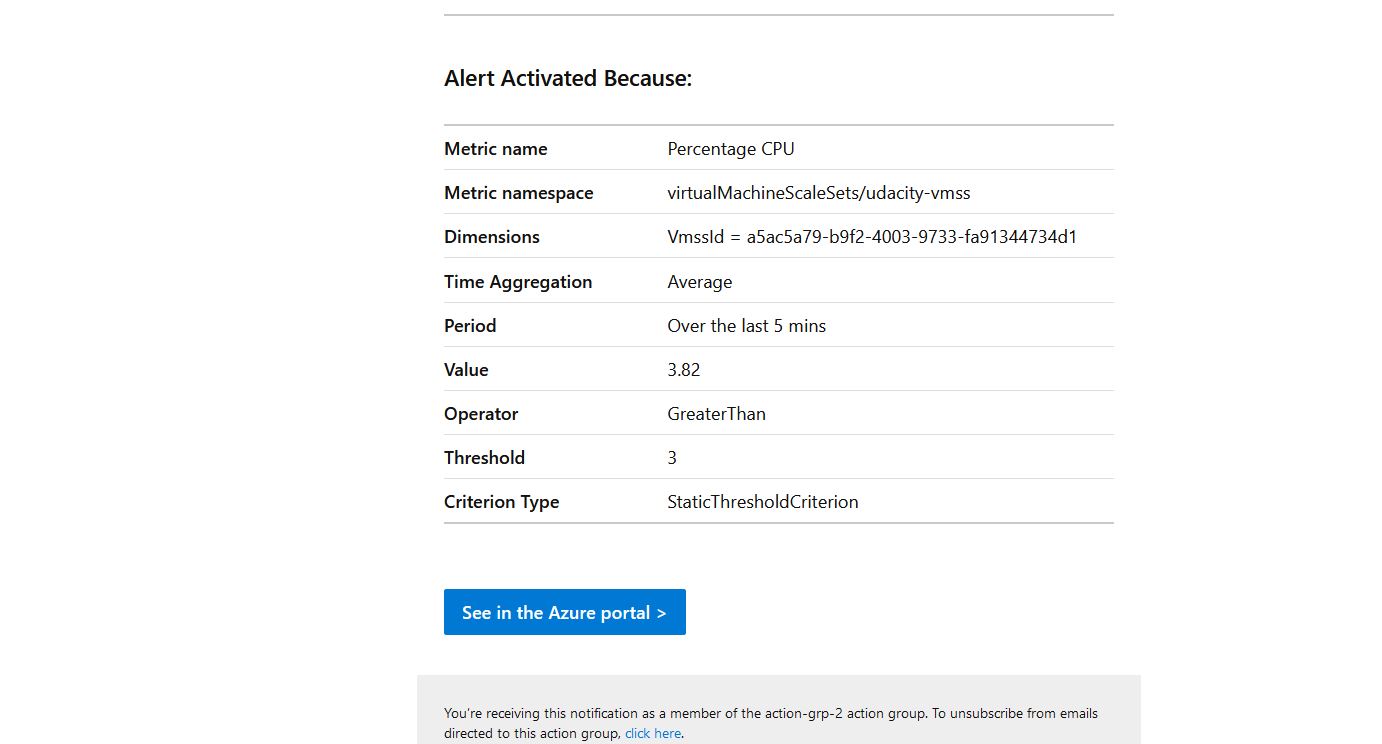 Alert Activated Because:
Metric name Percentage CPU
Metric namespace virtualMachineScaleSets/udacity-vmss
Dimensions VmssId = a5ac5a79-b9f2-4003-9733-fa91344734d1
Time Aggregation Average
Period Over the last 5 mins
Value 3.82
Operator GreaterThan
Threshold 3
Criterion Type StaticThresholdCriterion
See in the Azure portal >
You're receiving this notification as a member of the action-grp-2 action group. To unsubscribe from emails
directed to this action group, click here.